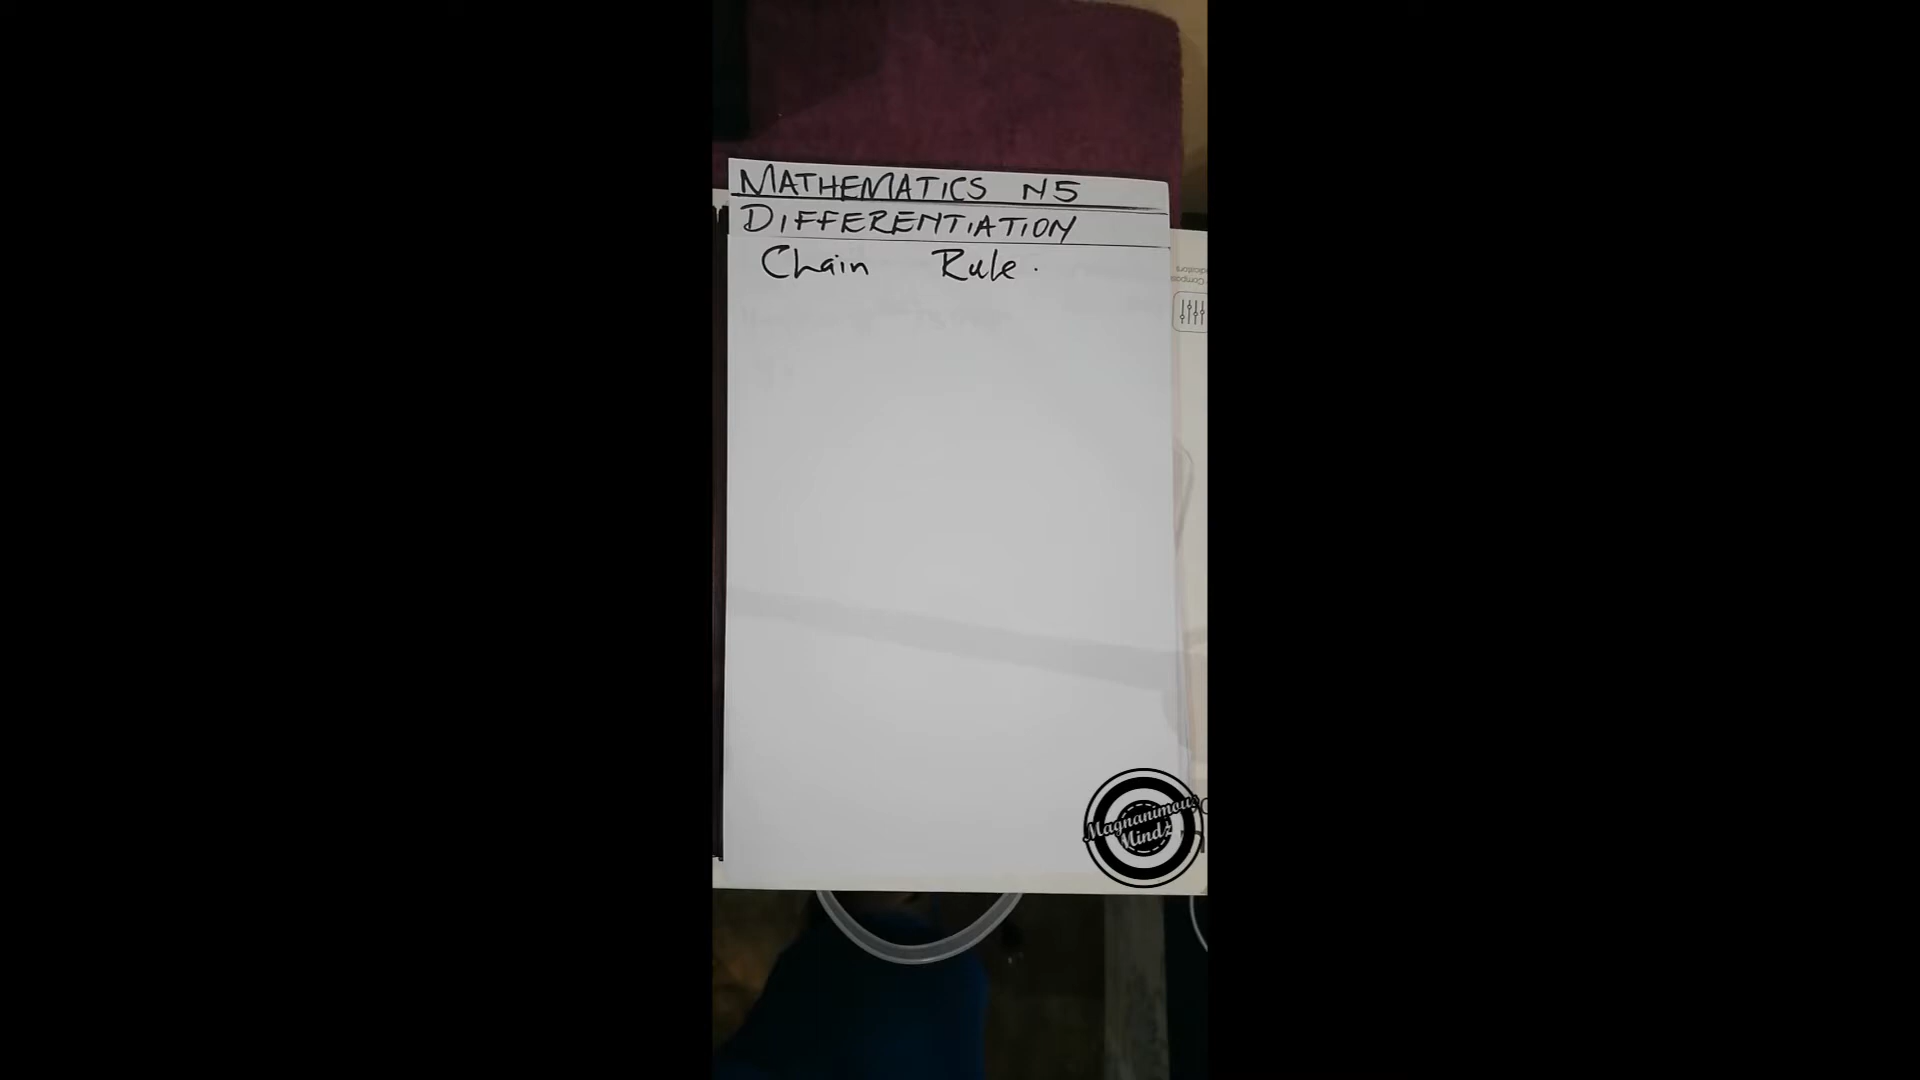 MATHEMATICS N5
DIFFERENTIATION
Chain Rule.
Magnanimous
Mindz